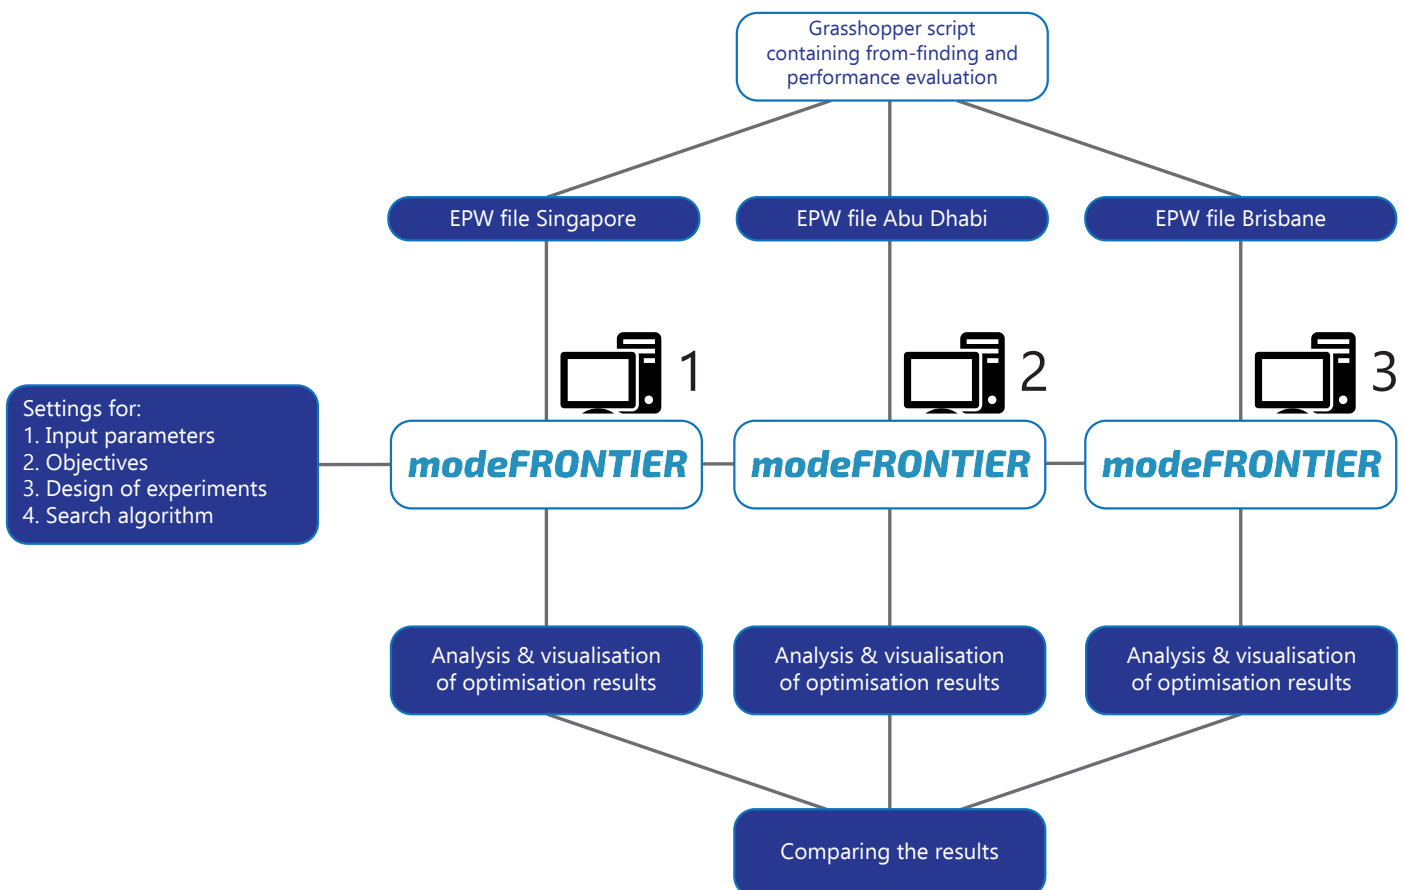 Grasshopper script
containing from-finding and
performance evaluation
EPW file Singapore
EPW file Abu Dhabi
EPW file Brisbane
1
2
3
Settings for:
1. Input parameters
2. Objectives
3. Design of experiments
4. Search algorithm
modeFRONTIER
modeFRONTIER
modeFRONTIER
Analysis & visualisation
of optimisation results
Analysis & visualisation
of optimisation results
Analysis & visualisation
of optimisation results
Comparing the results